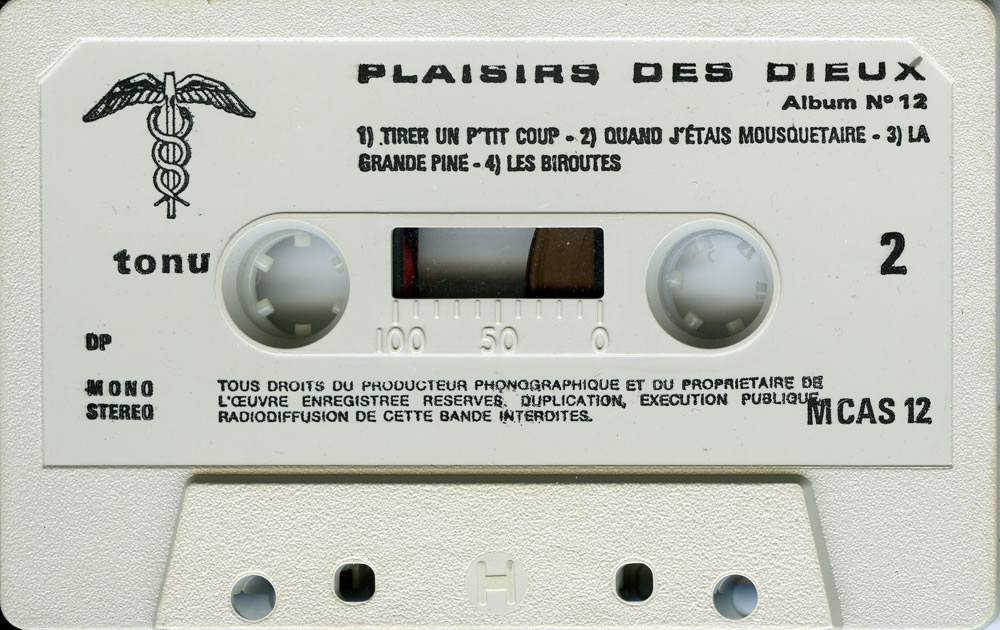 PLAISIRS DES DIEUX
Album Nº 12
1) TIRER UN P'TIT COUP - 2) QUAND J'ÉTAIS MOUSQUETAIRE - 3) LA
GRANDE PINE - 4) LES BIROUTES
tonu
2
100 50 0
DP
MONO
STEREO
TOUS DROITS DU PRODUCTEUR PHONOGRAPHIQUE ET DU PROPRIETAIRE DE
L'ŒUVRE ENREGISTREE RESERVES. DUPLICATION, EXECUTION PUBLIQUE,
RADIODIFFUSION DE CETTE BANDE INTERDITES.
MCAS 12
H